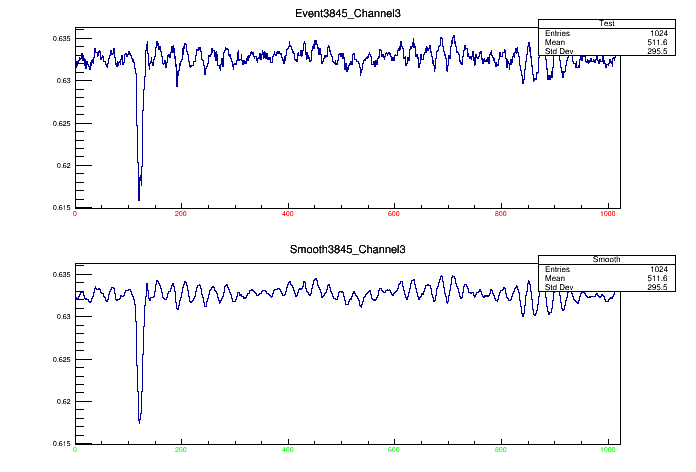 Event3845_Channel3
Test
Entries 1024
Mean 511.6
Std Dev 295.5
0.635
0.63
0.625
0.62
0.615
0 200 400 600 800 1000
Smooth3845_Channel3
Smooth
Entries 1024
Mean 511.6
Std Dev 295.5
0.635
0.63
0.625
0.62
0.615
0 200 400 600 800 1000